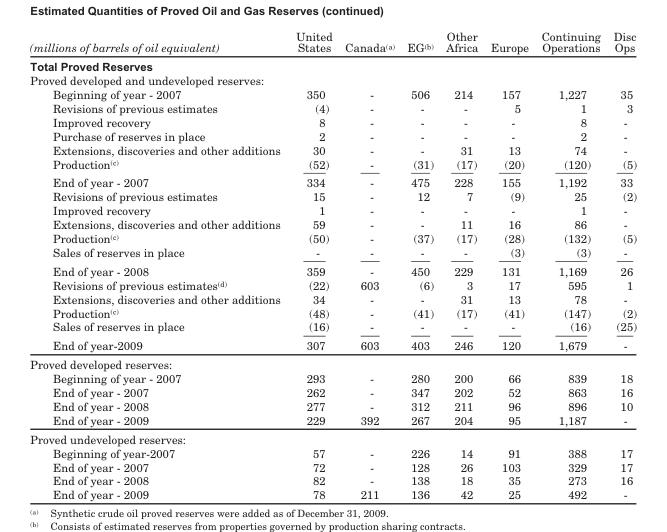 Estimated Quantities of Proved Oil and Gas Reserves (continued)
United Other Continuing Disc
(millions of barrels of oil equivalent) States Canada(a) EG(b) Africa Europe Operations Ops
Total Proved Reserves
Proved developed and undeveloped reserves:
Beginning of year - 2007 350 - 506 214 157 1,227 35
Revisions of previous estimates (4) - - - 5 1 3
Improved recovery 8 - - - - 8 -
Purchase of reserves in place 2 - - - - 2 -
Extensions, discoveries and other additions 30 - - 31 13 74 -
Production(c) (52) - (31) (17) (20) (120) (5)
End of year - 2007 334 - 475 228 155 1,192 33
Revisions of previous estimates 15 - 12 7 (9) 25 (2)
Improved recovery 1 - - - - 1 -
Extensions, discoveries and other additions 59 - - 11 16 86 -
Production(c) (50) - (37) (17) (28) (132) (5)
Sales of reserves in place - - - - (3) (3) -
End of year - 2008 359 - 450 229 131 1,169 26
Revisions of previous estimates(d) (22) 603 (6) 3 17 595 1
Extensions, discoveries and other additions 34 - - 31 13 78 -
Production(c) (48) - (41) (17) (41) (147) (2)
Sales of reserves in place (16) - - - - (16) (25)
End of year-2009 307 603 403 246 120 1,679 -
Proved developed reserves:
Beginning of year - 2007 293 - 280 200 66 839 18
End of year - 2007 262 - 347 202 52 863 16
End of year - 2008 277 - 312 211 96 896 10
End of year - 2009 229 392 267 204 95 1,187 -
Proved undeveloped reserves:
Beginning of year-2007 57 - 226 14 91 388 17
End of year - 2007 72 - 128 26 103 329 17
End of year - 2008 82 - 138 18 35 273 16
End of year - 2009 78 211 136 42 25 492 -
(a) Synthetic crude oil proved reserves were added as of December 31, 2009.
(b) Consists of estimated reserves from properties governed by production sharing contracts.